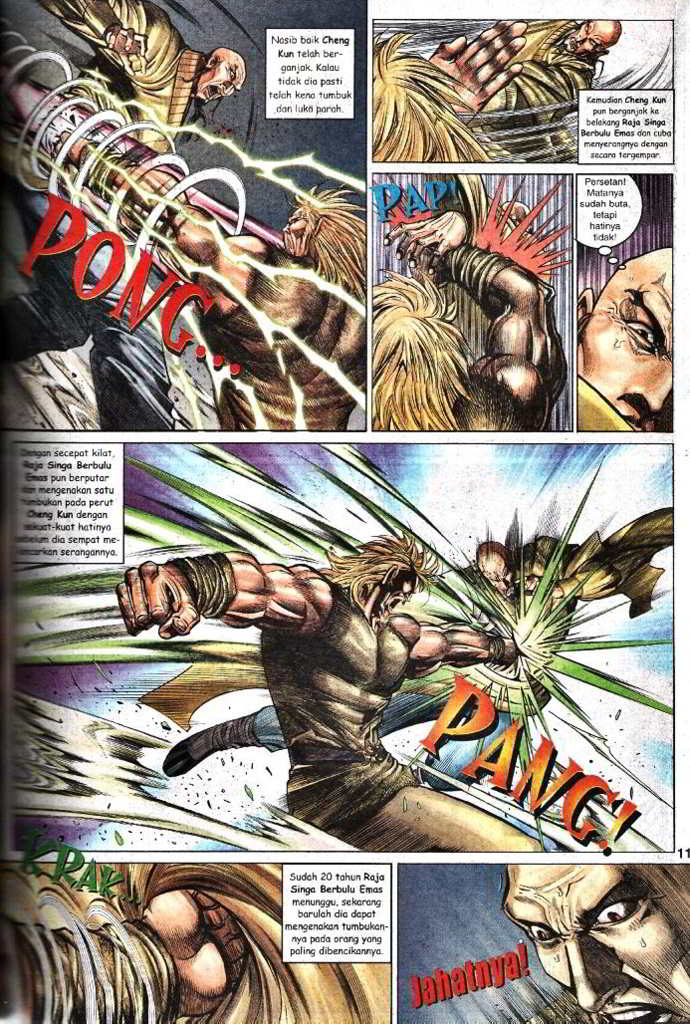 Nasib baik Cheng
Kun telah ber-
ganjak. Kalau
tidak dia pasti
telah kena tumbuk
dan luka parah.
PONG...
Kemudian Cheng Kun
pun berganjak ke
belakang Raja Singa
Berbulu Emas dan cuba
menyerangnya dengan
secara tergempar.
PAP!
Persetan!
Matanya
sudah buta,
tetapi
hatinya
tidak!
Dengan secepat kilat,
Raja Singa Berbulu
Emas pun berputar
dan mengenakan satu
tumbukan pada perut
Cheng Kun dengan
sekuat-kuat hatinya
sebelum dia sempat me-
lancarkan serangannya.
PANG!
11
KRAK..
Sudah 20 tahun Raja
Singa Berbulu Emas
menunggu, sekarang
barulah dia dapat
mengenakan tumbukan-
nya pada orang yang
paling dibencikannya.
Jahatnya!